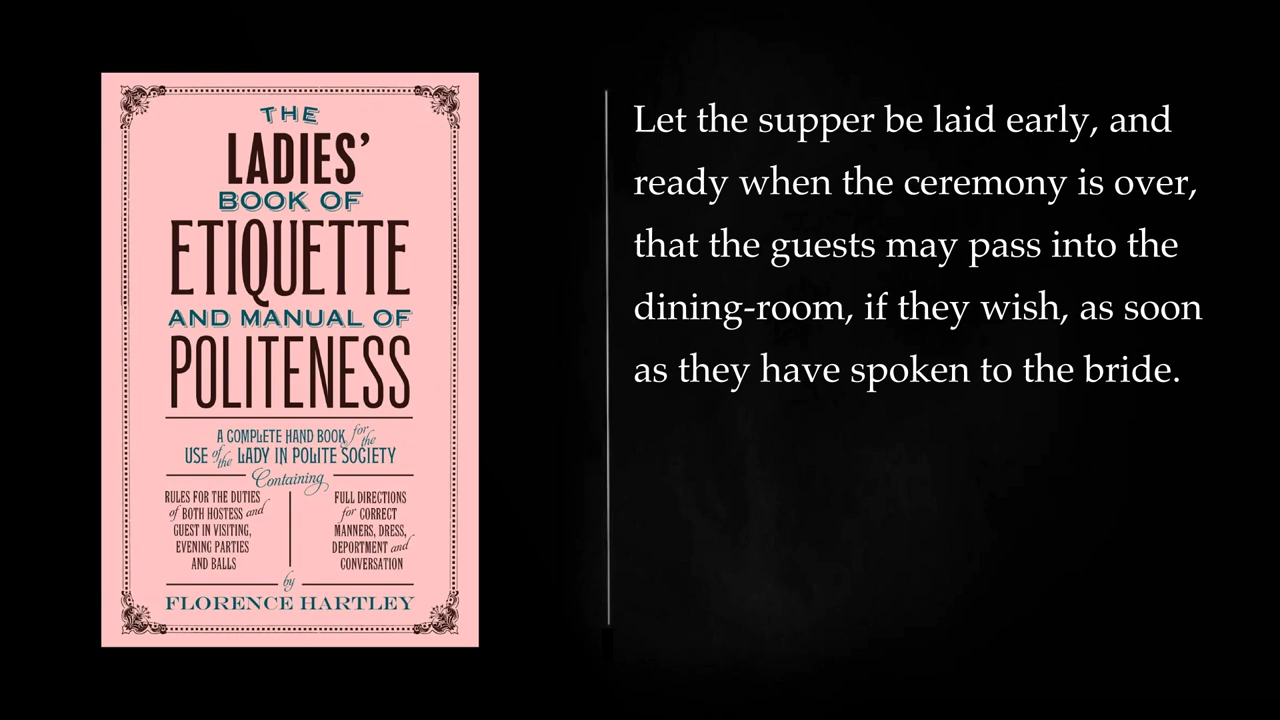 THE
LADIES'
BOOK OF
ETIQUETTE
AND MANUAL OF
POLITENESS
A COMPLETE HAND BOOK for the
USE of the LADY IN POLITE SOCIETY
Containing
RULES FOR THE DUTIES
of BOTH HOSTESS and
GUEST IN VISITING,
EVENING PARTIES
AND BALLS
FULL DIRECTIONS
for CORRECT
MANNERS, DRESS,
DEPORTMENT and
CONVERSATION
by
FLORENCE HARTLEY
Let the supper be laid early, and
ready when the ceremony is over,
that the guests may pass into the
dining-room, if they wish, as soon
as they have spoken to the bride.